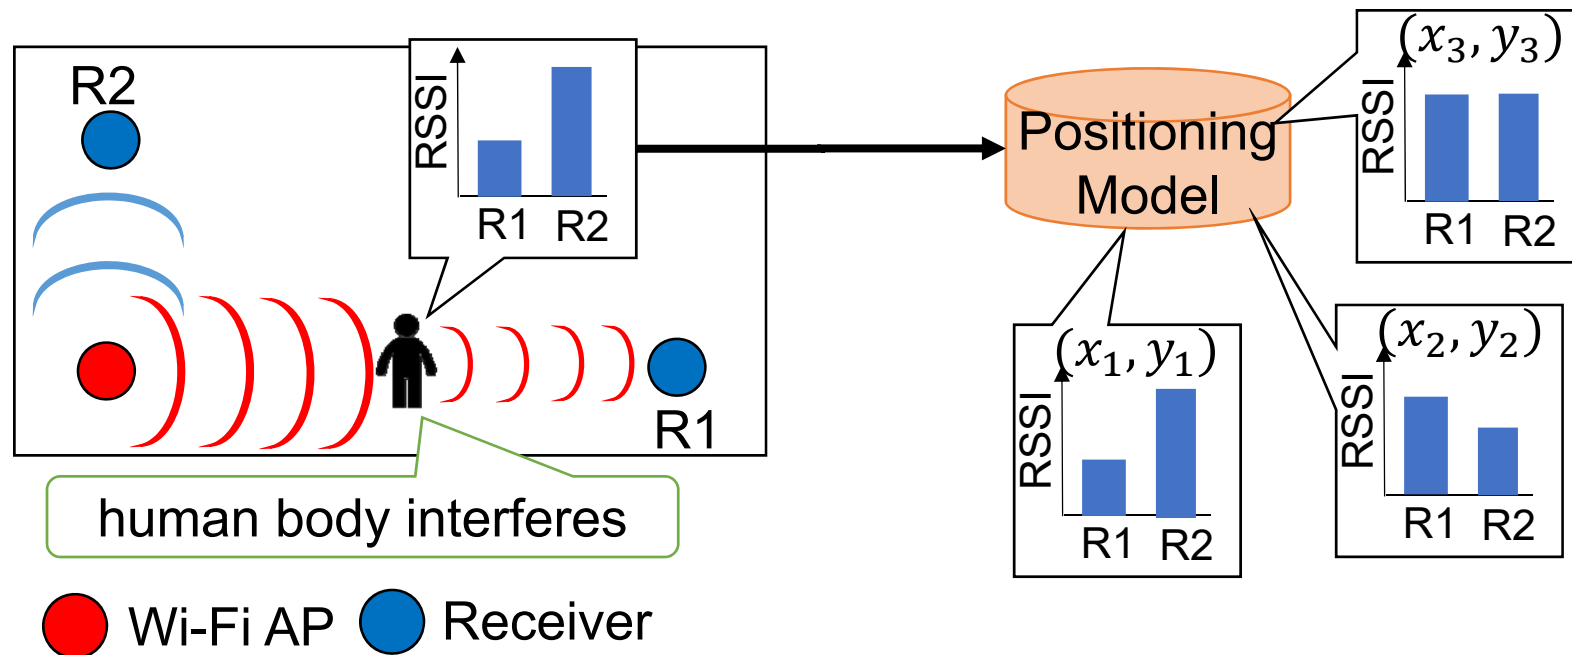 R2
RSSI
R1
R2
R1
human body interferes
Wi-Fi AP
Receiver
Positioning
Model
(x₃, y₃)
RSSI
R1
R2
(x₁, y₁)
RSSI
R1
R2
(x₂, y₂)
RSSI
R1
R2